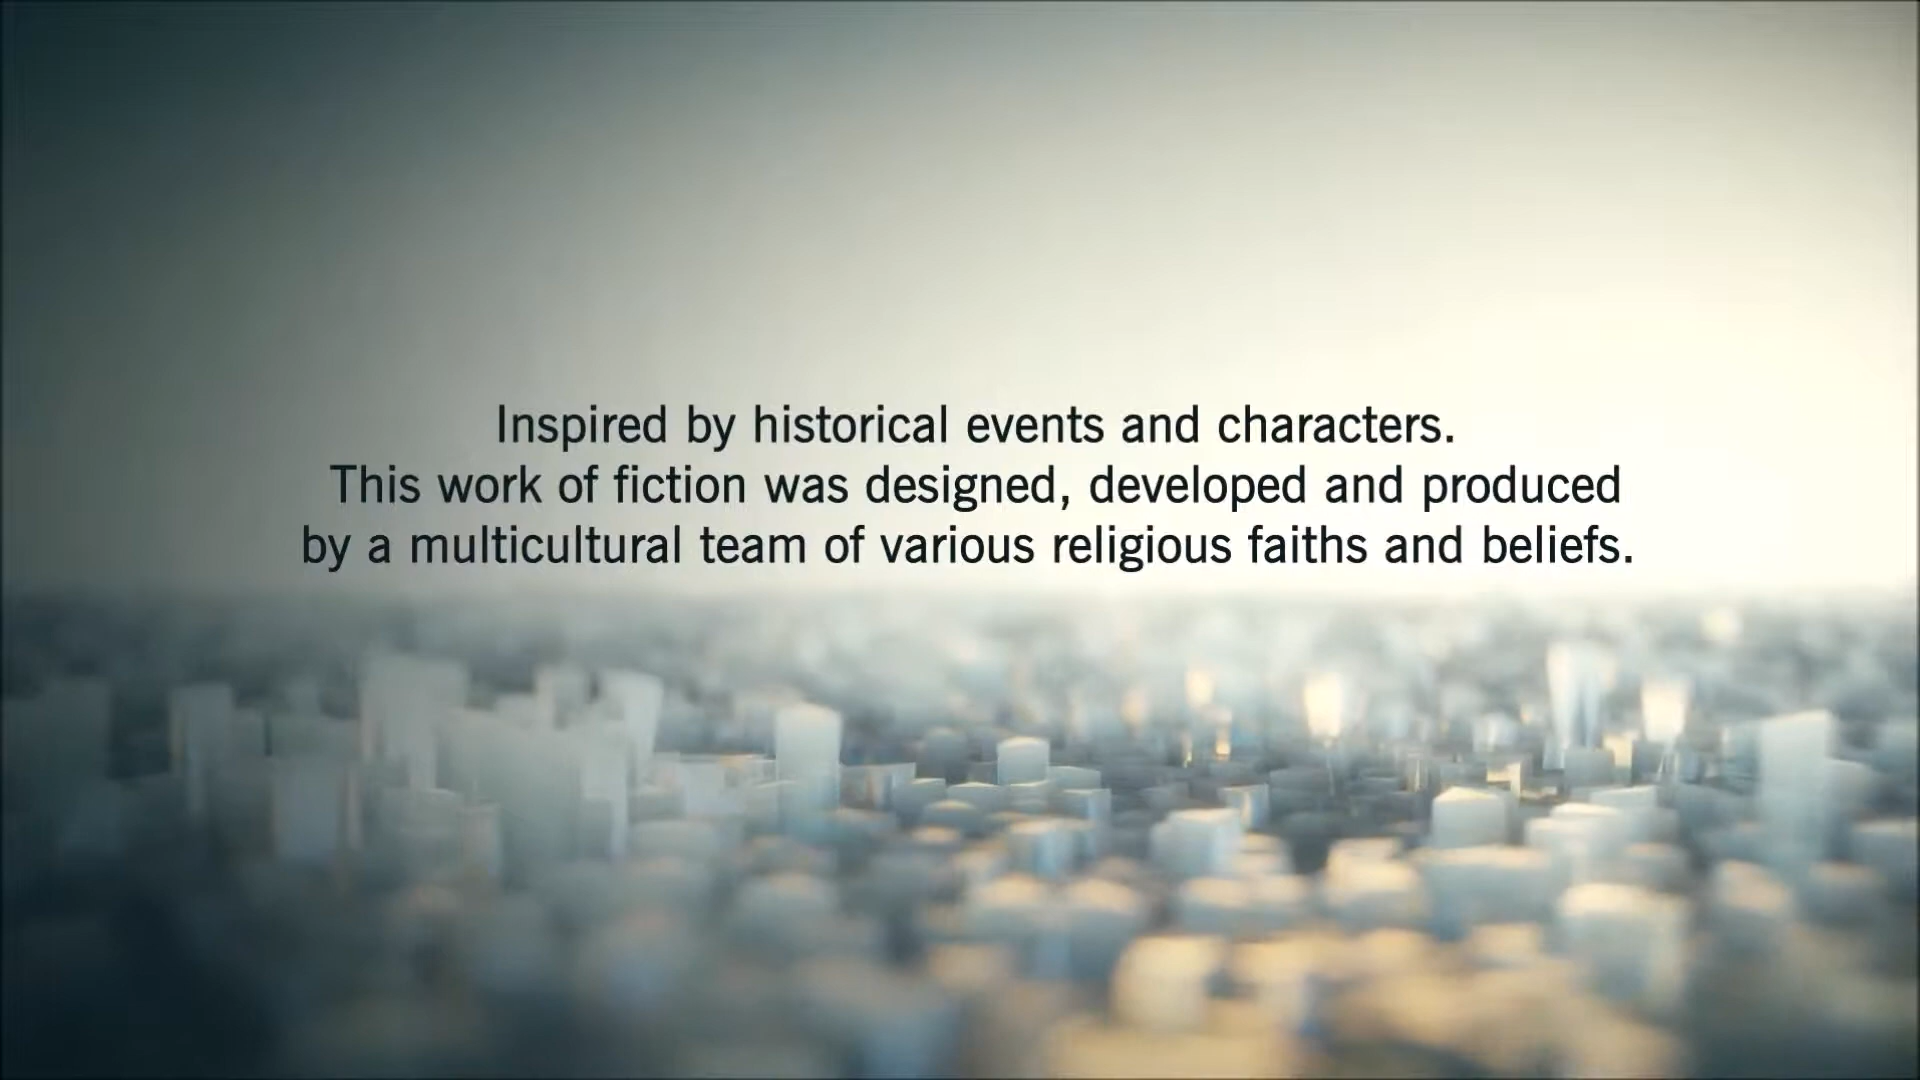 Inspired by historical events and characters.
This work of fiction was designed, developed and produced
by a multicultural team of various religious faiths and beliefs.